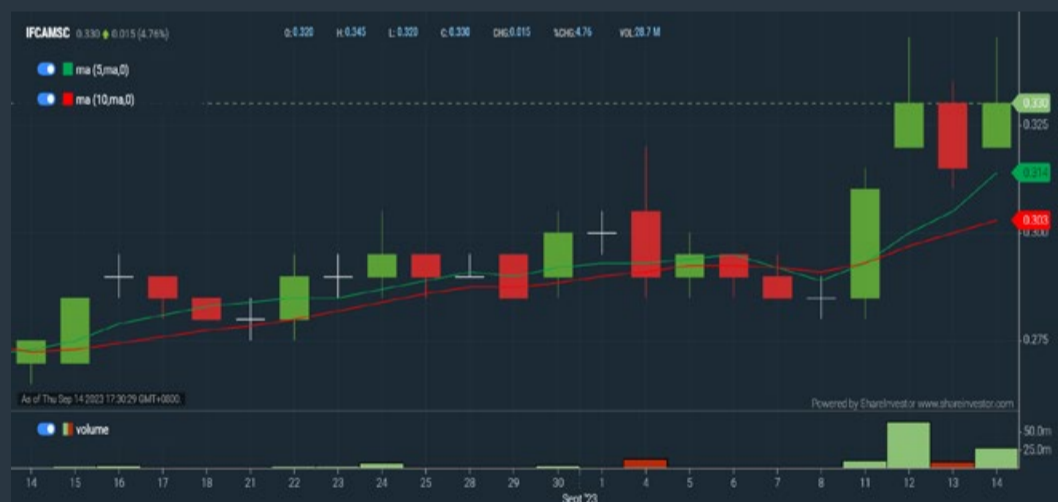 IFCAMSC 0.330 0.015 (4.76%) O: 0.320 H: 0.345 L: 0.320 C: 0.330 CHG: 0.015 %CHG: 4.76 VOL: 28.7 M
ma (5,ma,0)
ma (10,ma,0)
0.330
0.325
0.314
0.303
0.300
0.275
As of Thu Sep 14 2023 17:30:29 GMT+0800.
Powered by ShareInvestor www.shareinvestor.com
volume
50.0m
25.0m
14 15 16 17 18 21 22 23 24 25 28 29 30 1 4 5 6 7 8 11 12 13 14
Sept '23